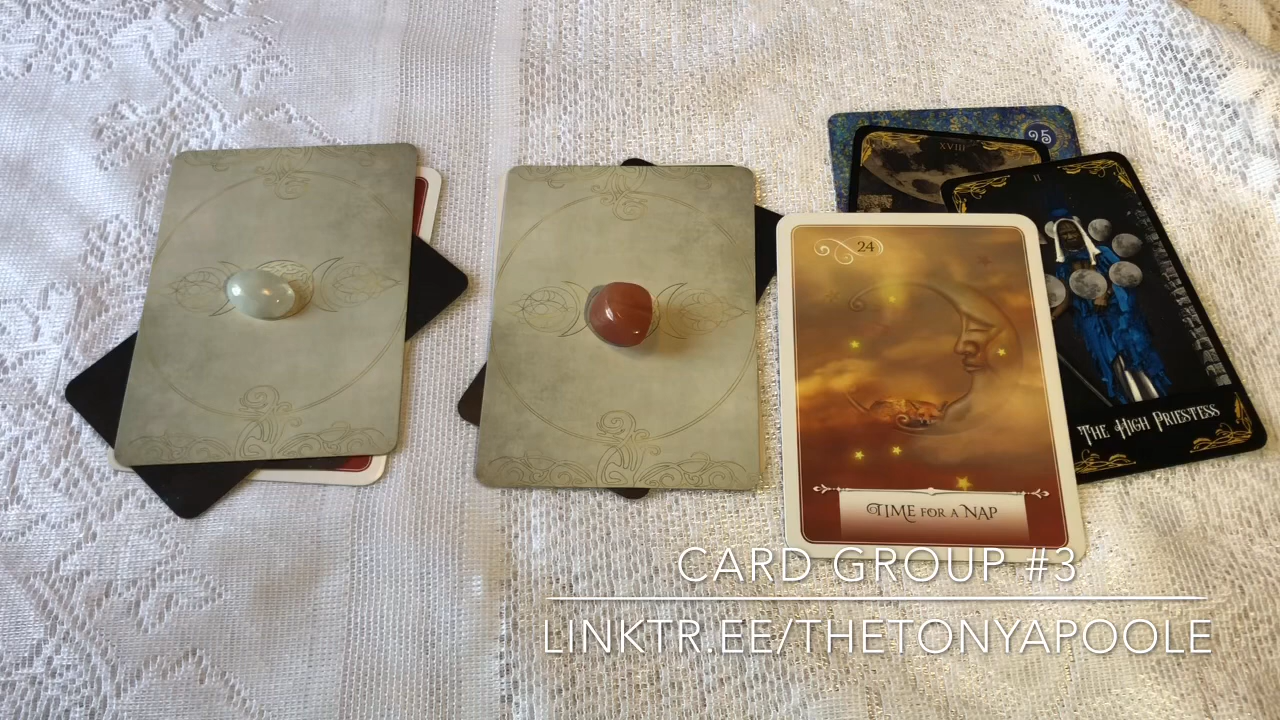 25
XVIII
II
24
THE HIGH PRIESTESS
TIME FOR A NAP
CARD GROUP #3
LINKTR.EE/THETONYAPOOLE